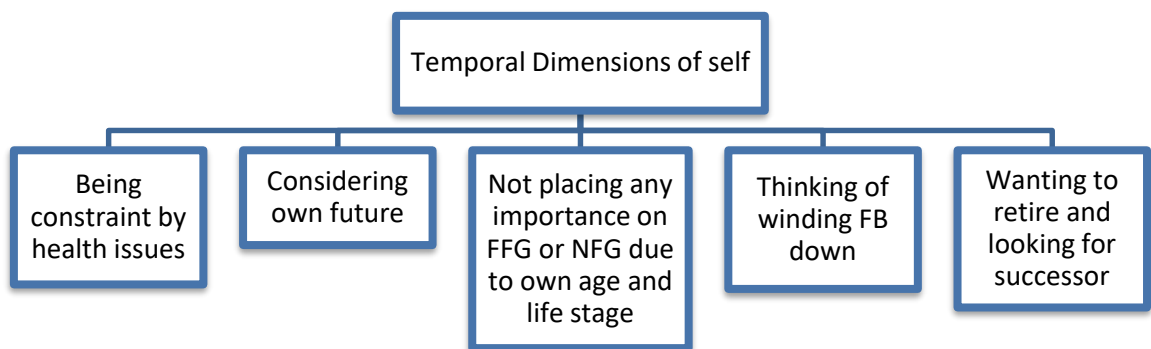 Temporal Dimensions of self
Being
constraint by
health issues
Considering
own future
Not placing any
importance on
FFG or NFG due
to own age and
life stage
Thinking of
winding FB
down
Wanting to
retire and
looking for
successor